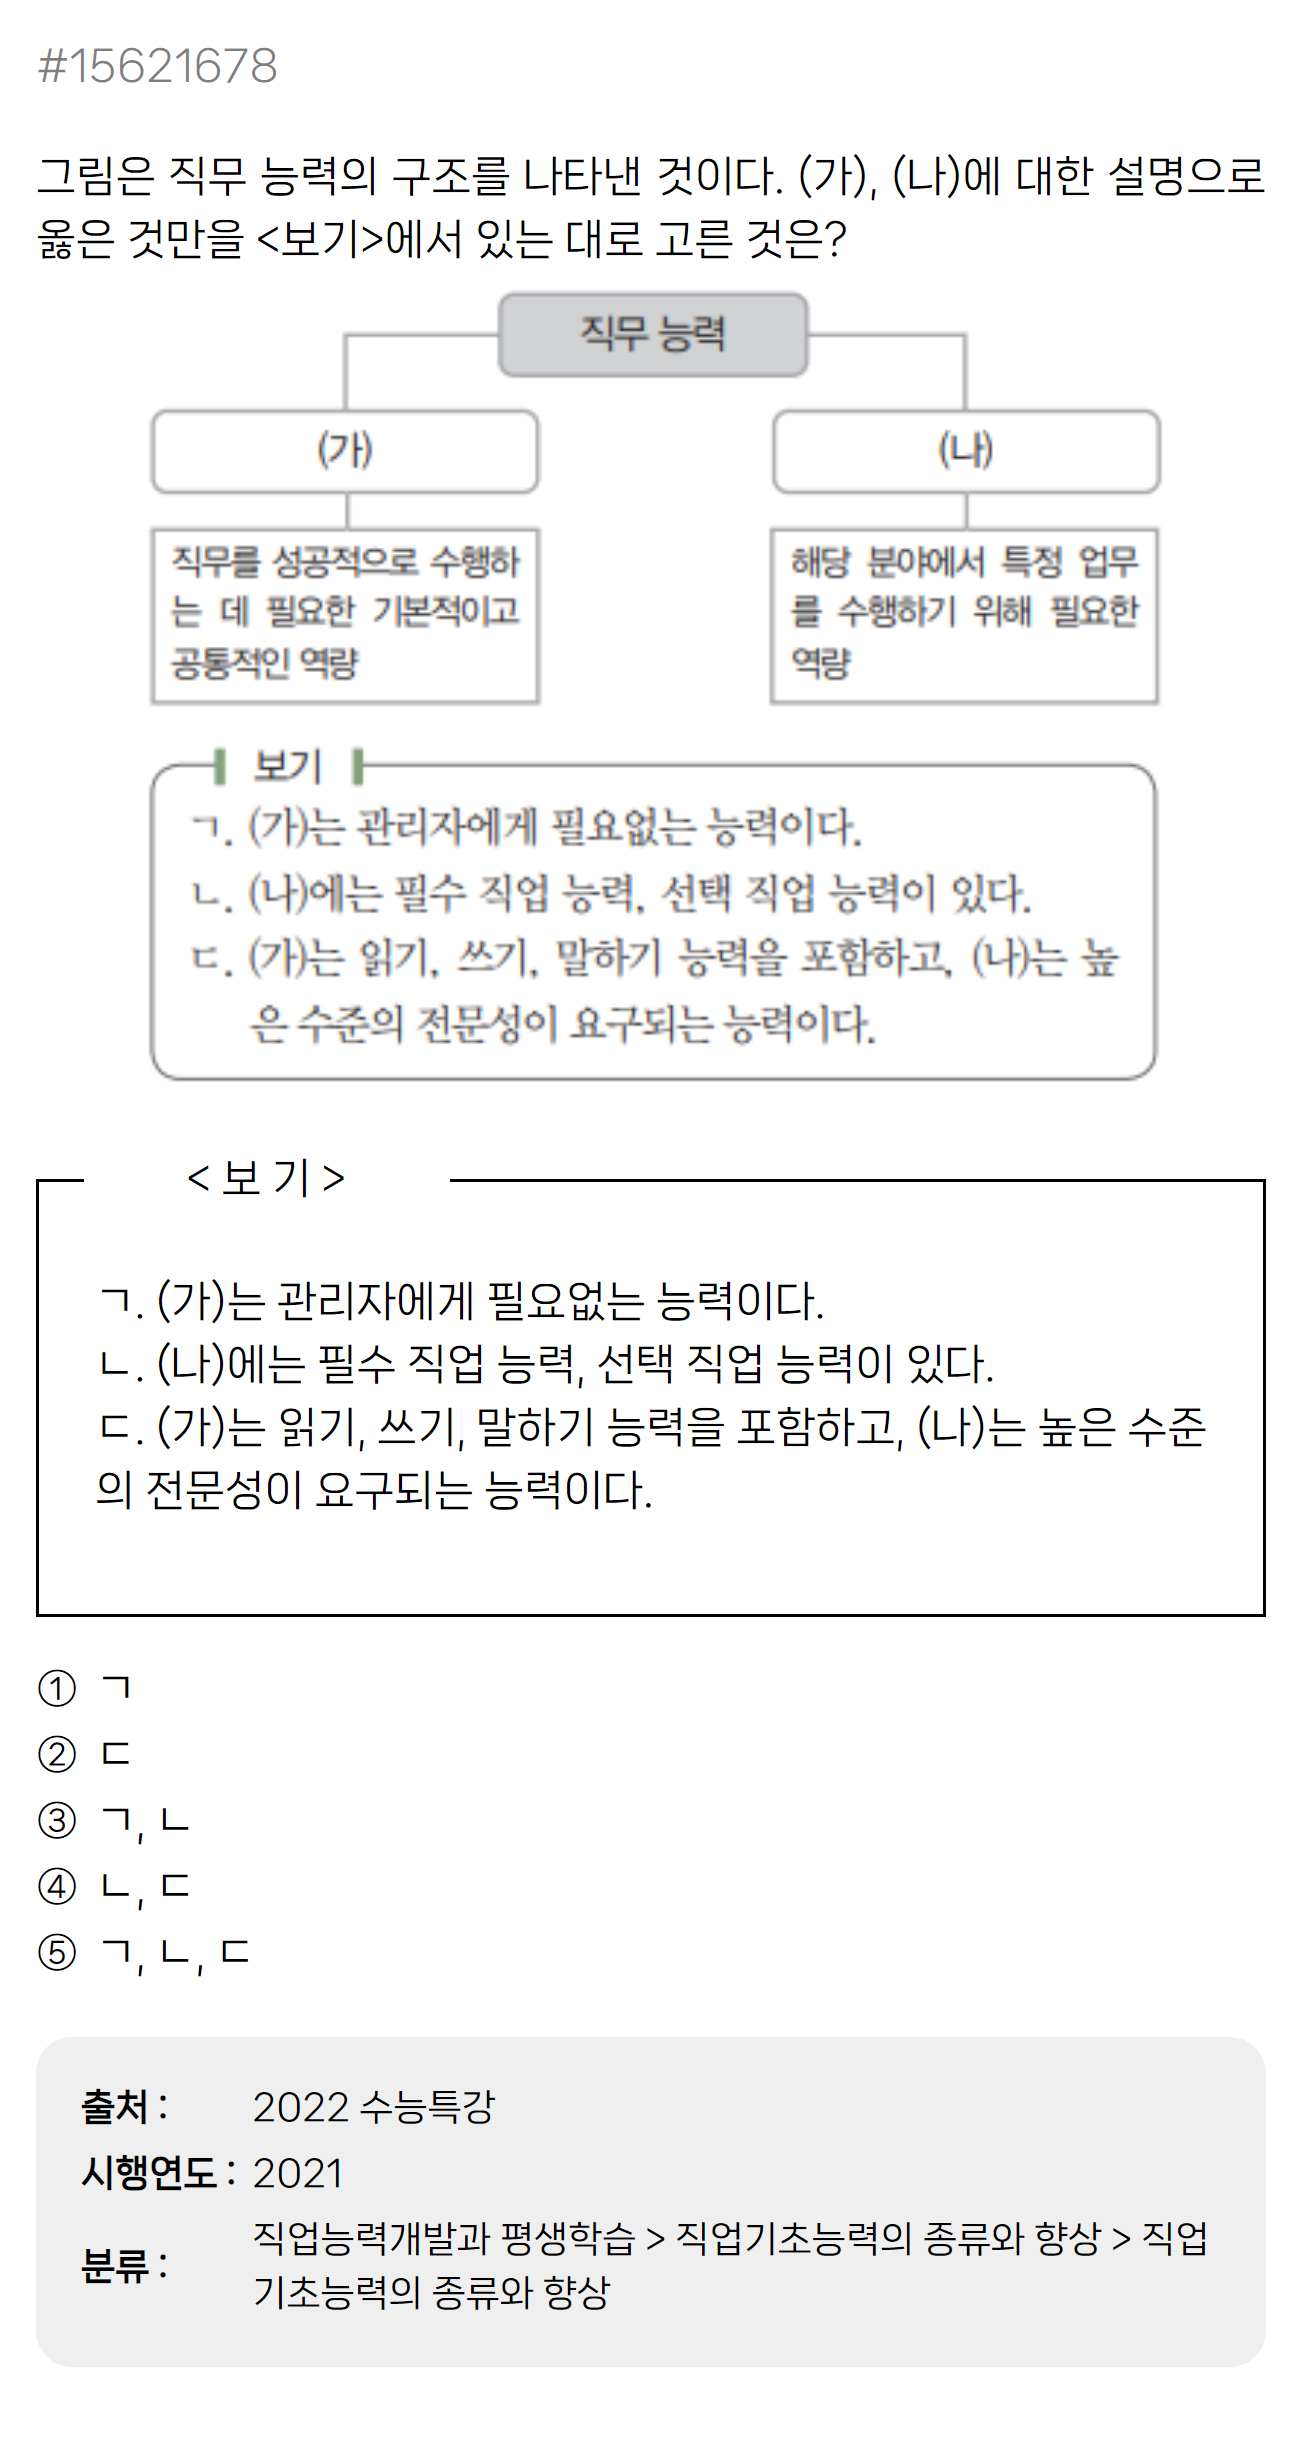 #15621678
그림은 직무 능력의 구조를 나타낸 것이다. (가), (나)에 대한 설명으로
옳은 것만을 <보기>에서 있는 대로 고른 것은?
직무 능력
(가)
(나)
직무를 성공적으로 수행하
는 데 필요한 기본적이고
공통적인 역량
해당 분야에서 특정 업무
를 수행하기 위해 필요한
역량
보기
ㄱ. (가)는 관리자에게 필요없는 능력이다.
ㄴ. (나)에는 필수 직업 능력, 선택 직업 능력이 있다.
ㄷ. (가)는 읽기, 쓰기, 말하기 능력을 포함하고, (나)는 높
은 수준의 전문성이 요구되는 능력이다.
< 보 기 >
ㄱ. (가)는 관리자에게 필요없는 능력이다.
ㄴ. (나)에는 필수 직업 능력, 선택 직업 능력이 있다.
ㄷ. (가)는 읽기, 쓰기, 말하기 능력을 포함하고, (나)는 높은 수준
의 전문성이 요구되는 능력이다.
① ㄱ
② ㄷ
③ ㄱ, ㄴ
④ ㄴ, ㄷ
⑤ ㄱ, ㄴ, ㄷ
출처 : 2022 수능특강
시행연도 : 2021
분류 : 직업능력개발과 평생학습 > 직업기초능력의 종류와 향상 > 직업
기초능력의 종류와 향상